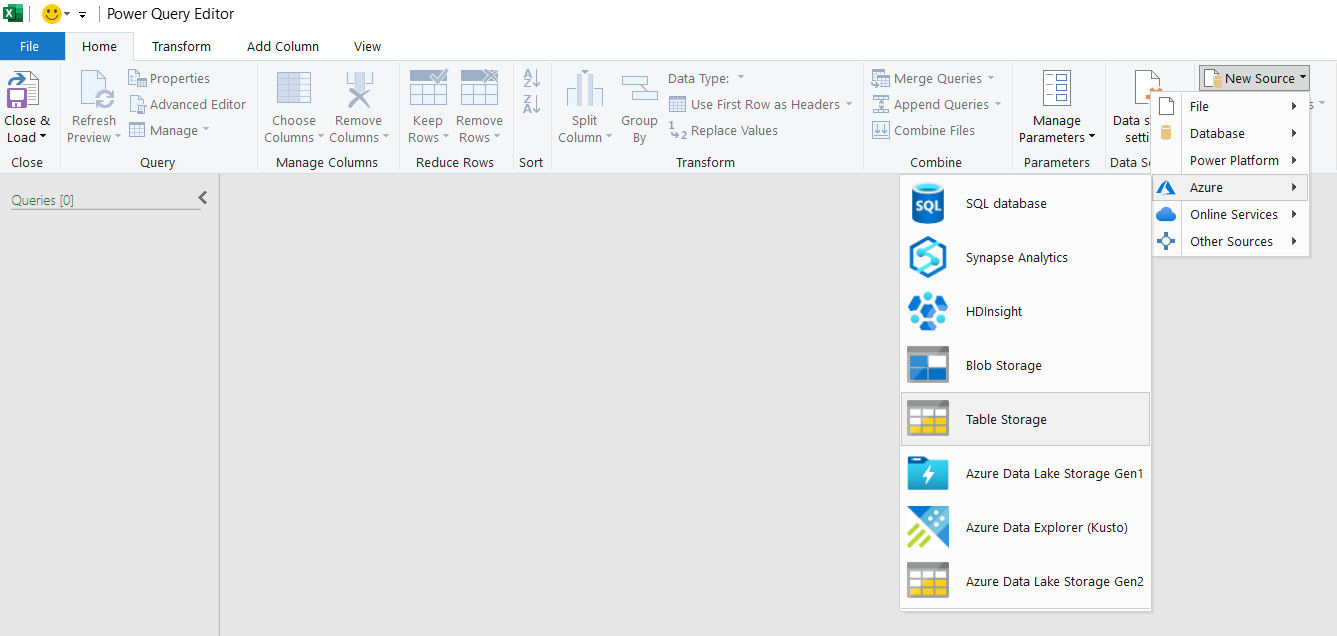 Power Query Editor
File
Home
Transform
Add Column
View
Close &
Load
Close
Refresh
Preview
Properties
Advanced Editor
Manage
Query
Choose
Columns
Remove
Columns
Manage Columns
Keep
Rows
Remove
Rows
Reduce Rows
A
Z
Z
A
Sort
Split
Column
Group
By
Data Type:
Use First Row as Headers
1
2
Replace Values
Transform
Merge Queries
Append Queries
Combine Files
Combine
Manage
Parameters
Parameters
Data s
setti
Data S
New Source
File
Database
Power Platform
Azure
Online Services
Other Sources
s
Queries [0]
SQL
SQL database
Synapse Analytics
HDInsight
Blob Storage
Table Storage
Azure Data Lake Storage Gen1
Azure Data Explorer (Kusto)
Azure Data Lake Storage Gen2